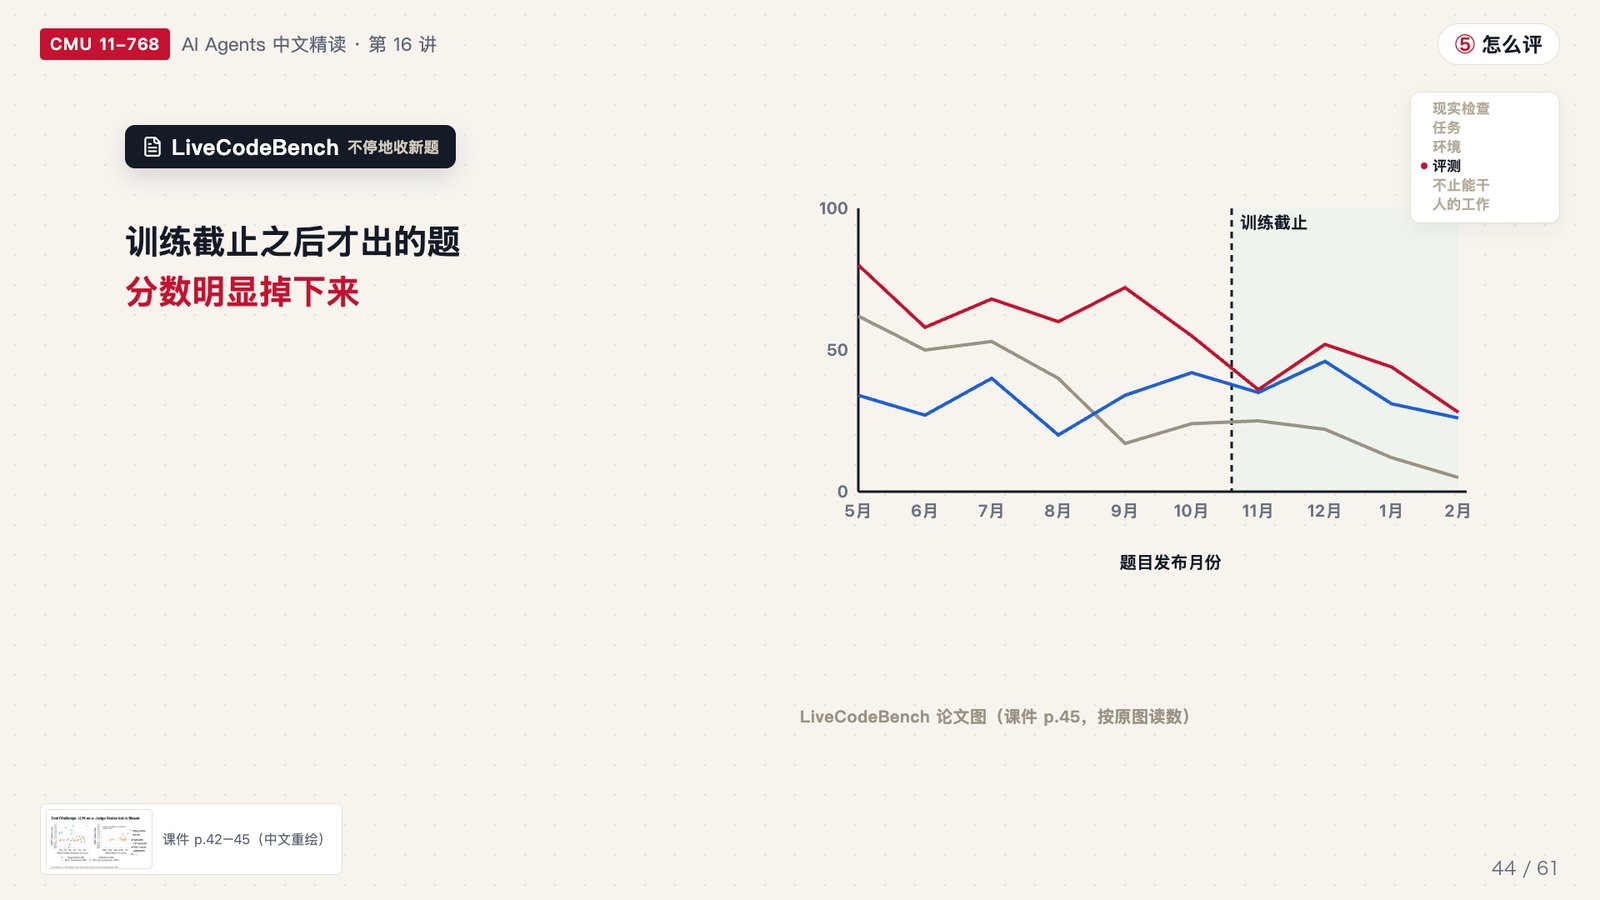 CMU 11-768 AI Agents 中文精读 · 第 16 讲
⑤ 怎么评
现实检查
任务
环境
评测
不止能干
人的工作
LiveCodeBench 不停地收新题
训练截止之后才出的题
分数明显掉下来
100
训练截止
50
0
5月 6月 7月 8月 9月 10月 11月 12月 1月 2月
题目发布月份
LiveCodeBench 论文图（课件 p.45，按原图读数）
课件 p.42–45（中文重绘）
44 / 61